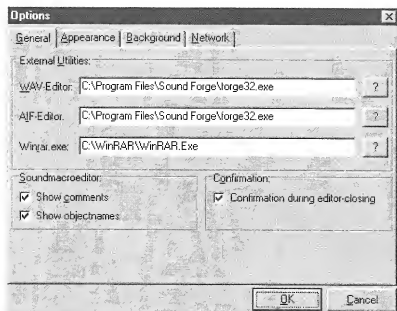 Options
General Appearance Background Network
External Utilities:
WAV-Editor: C:\Program Files\Sound Forge\forge32.exe ?
AIF-Editor: C:\Program Files\Sound Forge\forge32.exe ?
Winrar.exe: C:\WinRAR\WinRAR.Exe ?
Soundmacroeditor: Confirmation:
Show comments Confirmation during editor-closing
Show objectnames
OK Cancel